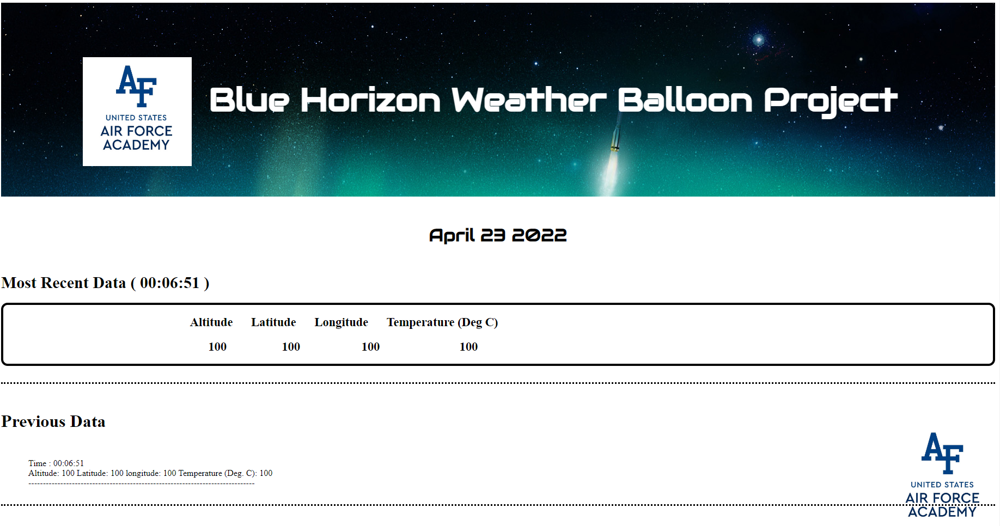 AF
UNITED STATES
AIR FORCE
ACADEMY
Blue Horizon Weather Balloon Project
April 23 2022
Most Recent Data ( 00:06:51 )
Altitude Latitude Longitude Temperature (Deg C)
100 100 100 100
Previous Data
Time : 00:06:51
Altitude: 100 Latitude: 100 longitude: 100 Temperature (Deg. C): 100
------------------------------------------------------------------------------
AF
UNITED STATES
AIR FORCE
ACADEMY